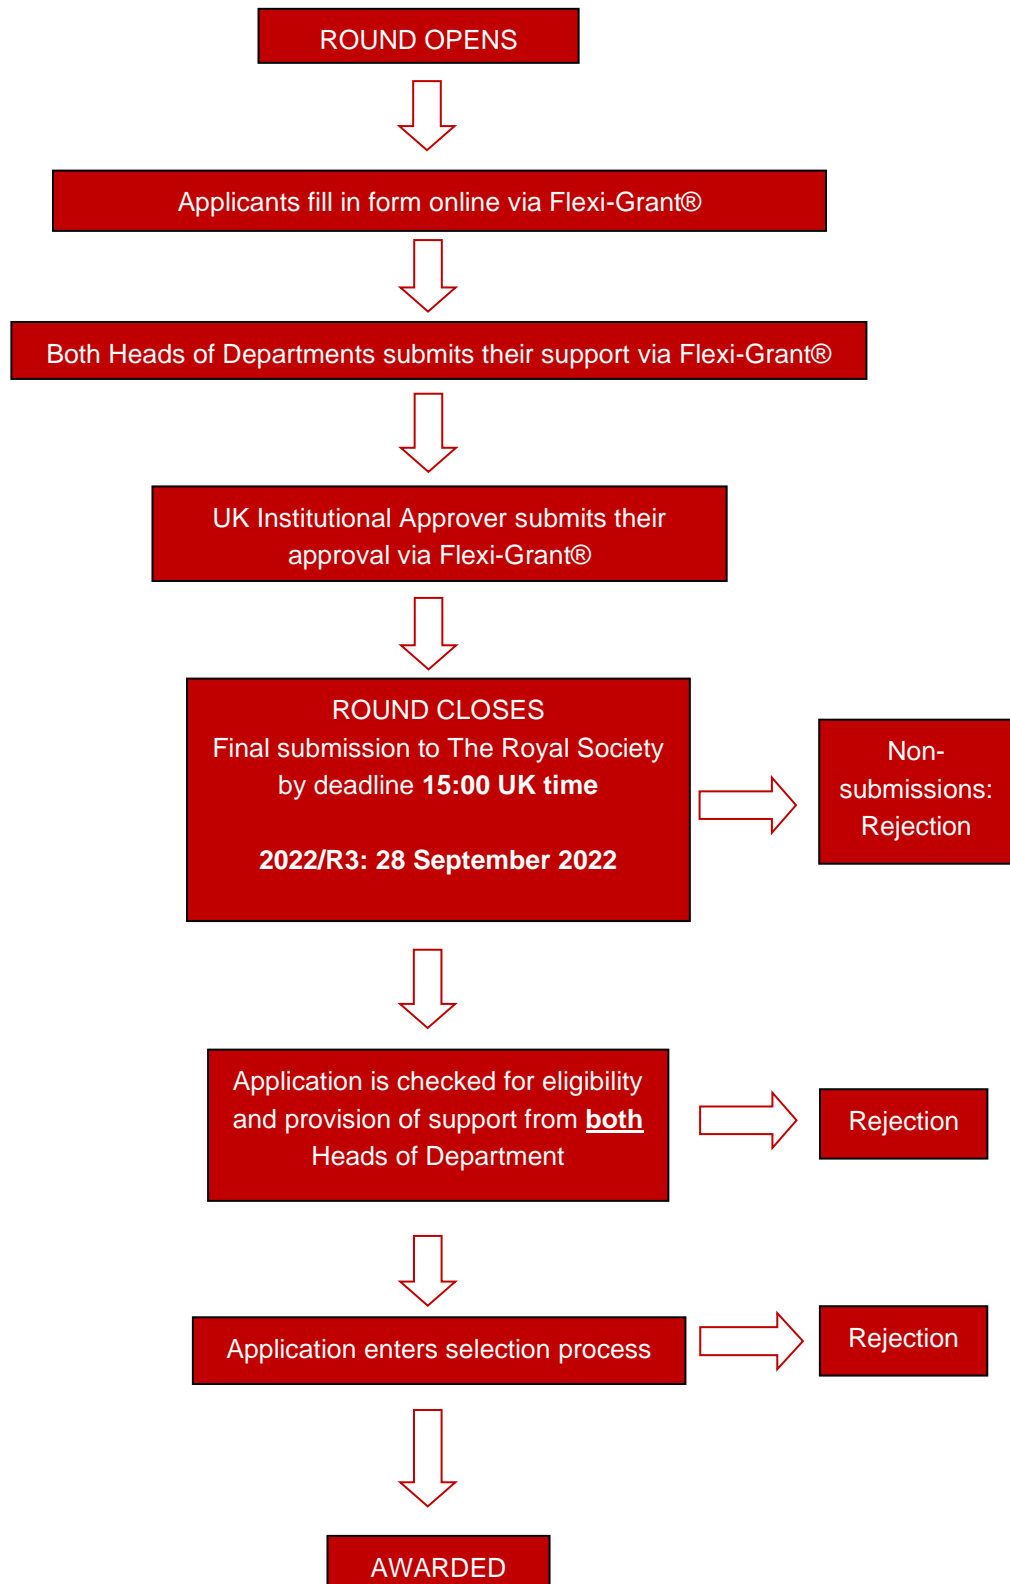 ROUND OPENS
Applicants fill in form online via Flexi-Grant®
Both Heads of Departments submits their support via Flexi-Grant®
UK Institutional Approver submits their
approval via Flexi-Grant®
ROUND CLOSES
Final submission to The Royal Society
by deadline 15:00 UK time
2022/R3: 28 September 2022
Non-
submissions:
Rejection
Application is checked for eligibility
and provision of support from both
Heads of Department
Rejection
Application enters selection process
Rejection
AWARDED